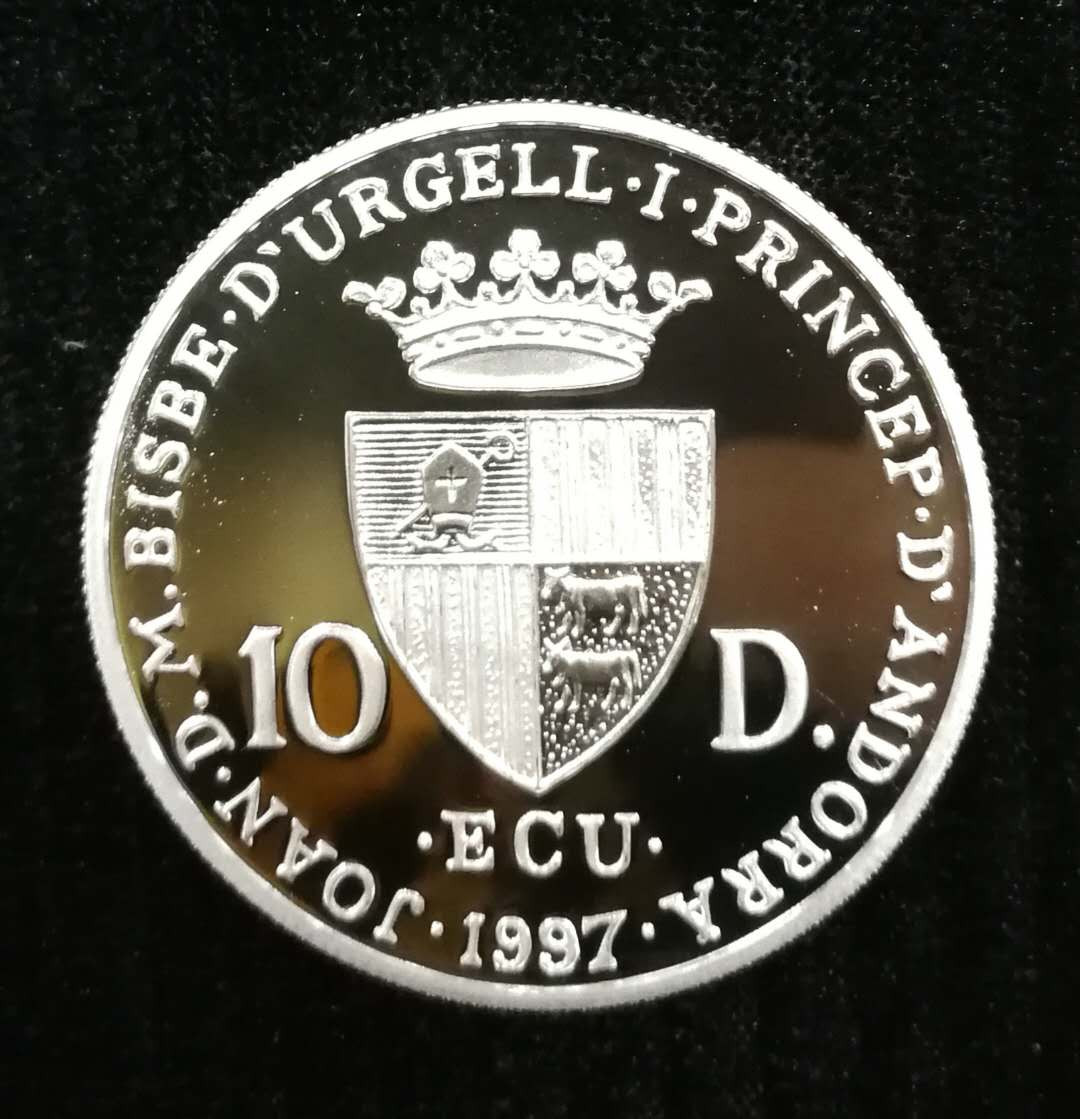 JOAN·D·M·BISBE·D'URGELL·I·PRINCEP·D'ANDORRA
10 D.
·ECU·
·1997·